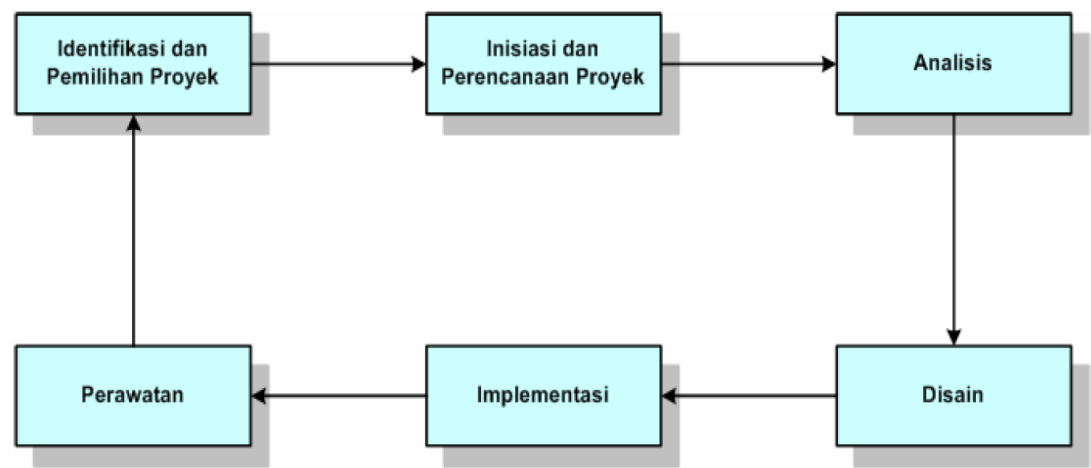 Identifikasi dan
Pemilihan Proyek
Inisiasi dan
Perencanaan Proyek
Analisis
Perawatan
Implementasi
Disain